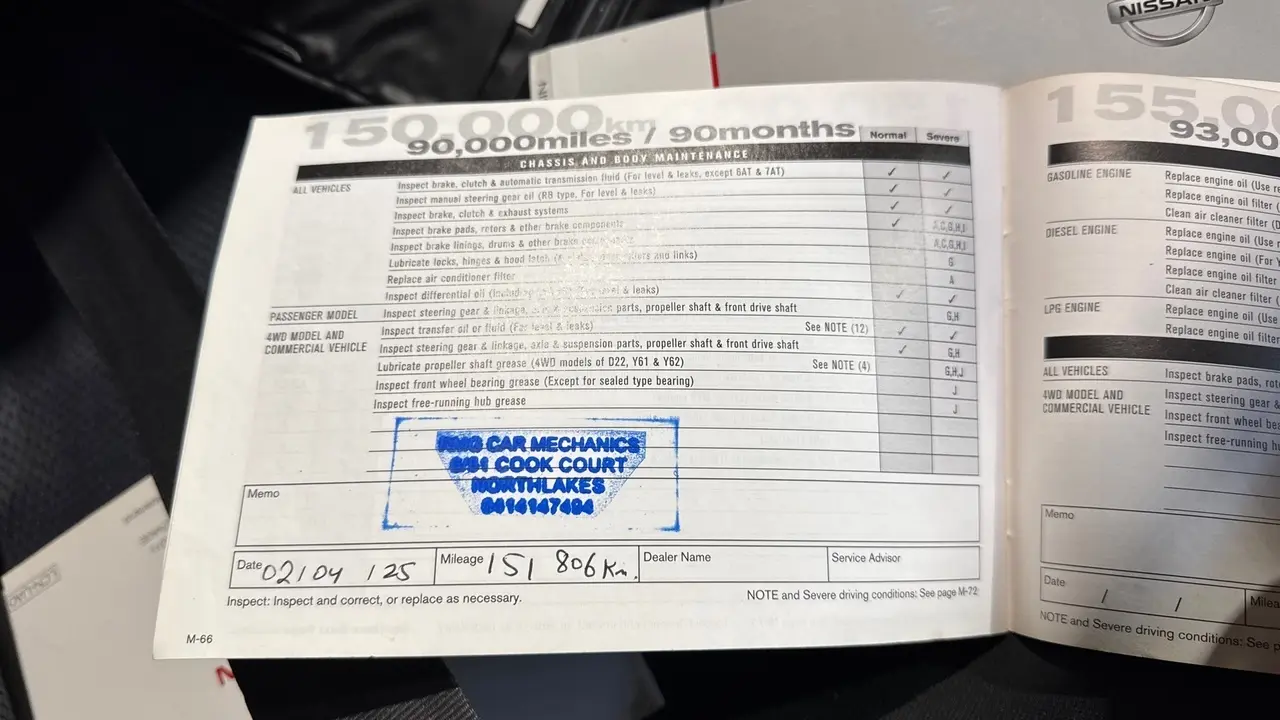 NISSAN
150,000km
90,000miles / 90months
Normal Severe
CHASSIS AND BODY MAINTENANCE
ALL VEHICLES Inspect brake, clutch & automatic transmission fluid (For level & leaks, except 6AT & 7AT) ✓ ✓
Inspect manual steering gear oil (RB type, For level & leaks) ✓ ✓
Inspect brake, clutch & exhaust systems ✓ ✓
Inspect brake pads, rotors & other brake components ✓ A,C,G,H,J
Inspect brake linings, drums & other brake components A,C,G,H,J
Lubricate locks, hinges & hood latch and links) G
Replace air conditioner filter A
Inspect differential oil & leaks) ✓ ✓
PASSENGER MODEL Inspect steering gear & linkage, axle & suspension parts, propeller shaft & front drive shaft G,H
4WD MODEL AND Inspect transfer oil or fluid (For level & leaks) See NOTE (12) ✓ ✓
COMMERCIAL VEHICLE Inspect steering gear & linkage, axle & suspension parts, propeller shaft & front drive shaft ✓ G,H
Lubricate propeller shaft grease (4WD models of D22, Y61 & Y62) See NOTE (4) G,H,J
Inspect front wheel bearing grease (Except for sealed type bearing) J
Inspect free-running hub grease J
CAR MECHANICS
COOK COURT
NORTHLAKES
0414147494
Memo
Date 02/04/25 Mileage 151 806 Km. Dealer Name Service Advisor
Inspect: Inspect and correct, or replace as necessary. NOTE and Severe driving conditions: See page M-72
M-66
155,0
93,00
GASOLINE ENGINE Replace engine oil (Use
Replace engine oil filter (
Clean air cleaner filter (D
DIESEL ENGINE Replace engine oil (Use
Replace engine oil (For Y
Replace engine oil filter
Clean air cleaner filter (
LPG ENGINE Replace engine oil (Use
Replace engine oil filter
ALL VEHICLES Inspect brake pads, rot
4WD MODEL AND Inspect steering gear &
COMMERCIAL VEHICLE Inspect front wheel be
Inspect free-running h
Memo
Date / / Milea
NOTE and Severe driving conditions: See p